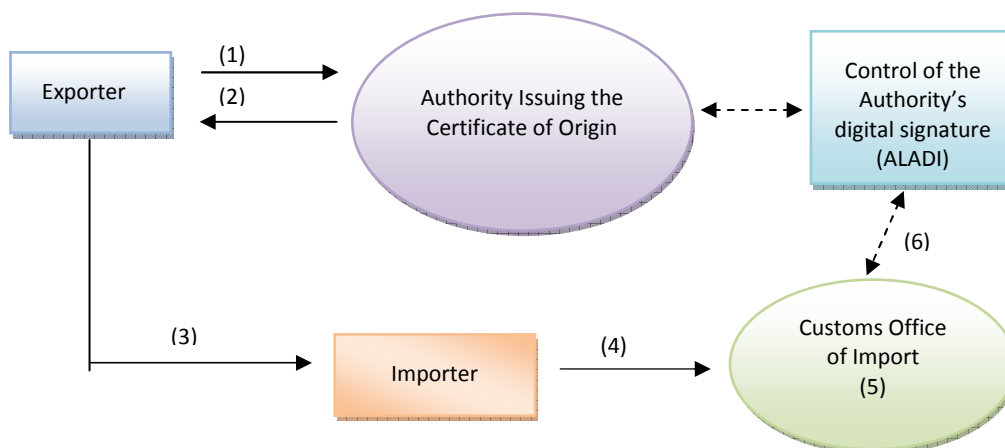 Exporter
(1)
(2)
Authority Issuing the
Certificate of Origin
Control of the
Authority’s
digital signature
(ALADI)
(6)
(3)
Importer
(4)
Customs Office
of Import
(5)